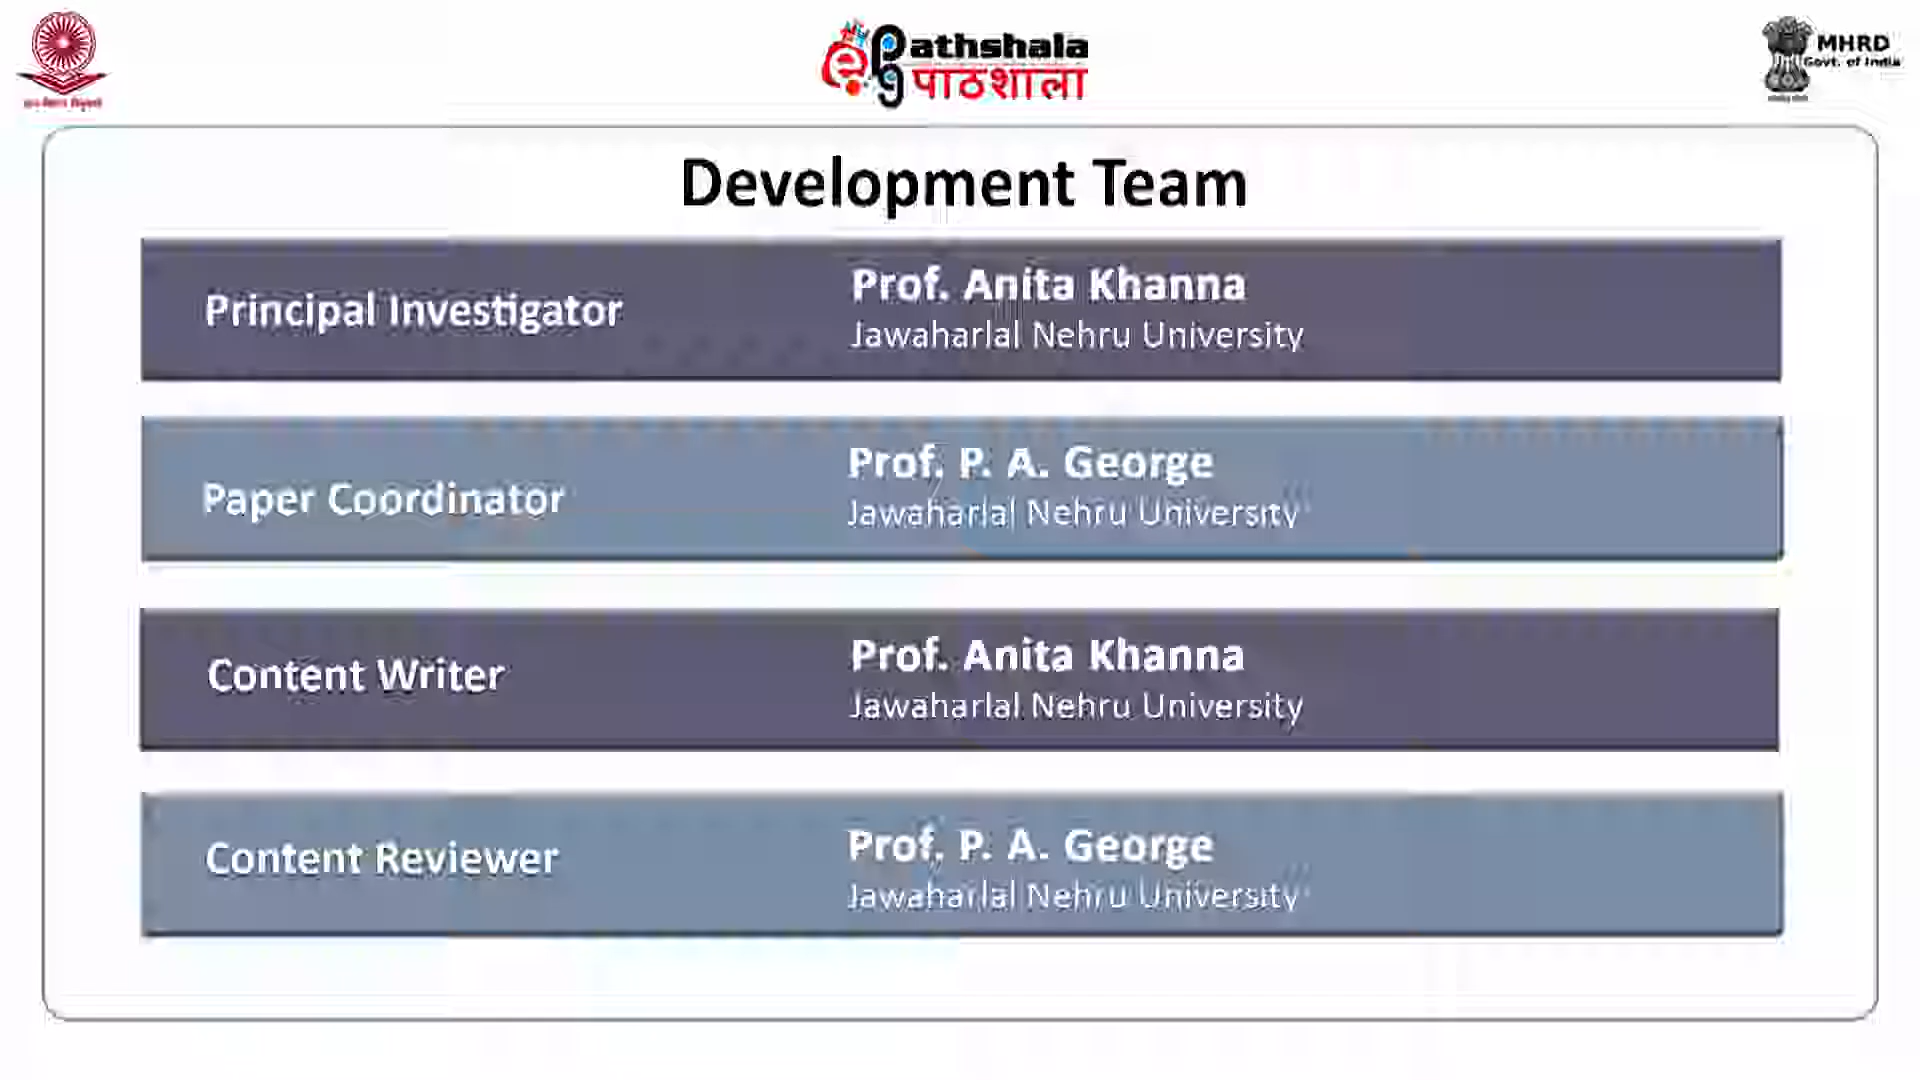 ePathshala
पाठशाला
MHRD
Govt. of India
Development Team
Principal Investigator
Prof. Anita Khanna
Jawaharlal Nehru University
Paper Coordinator
Prof. P. A. George
Jawaharlal Nehru University
Content Writer
Prof. Anita Khanna
Jawaharlal Nehru University
Content Reviewer
Prof. P. A. George
Jawaharlal Nehru University